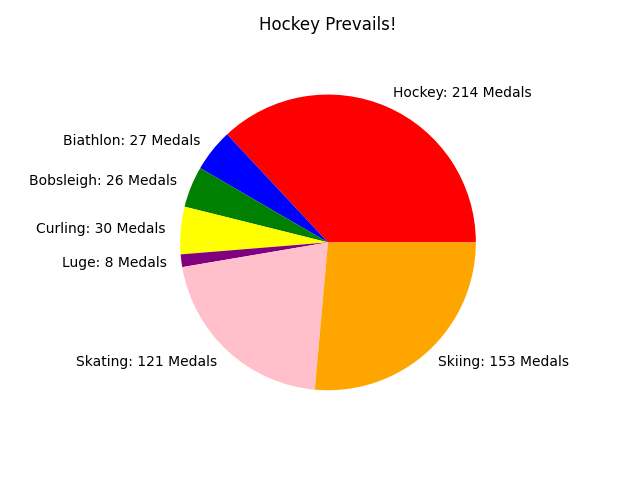 Hockey Prevails!
Hockey: 214 Medals
Biathlon: 27 Medals
Bobsleigh: 26 Medals
Curling: 30 Medals
Luge: 8 Medals
Skating: 121 Medals
Skiing: 153 Medals